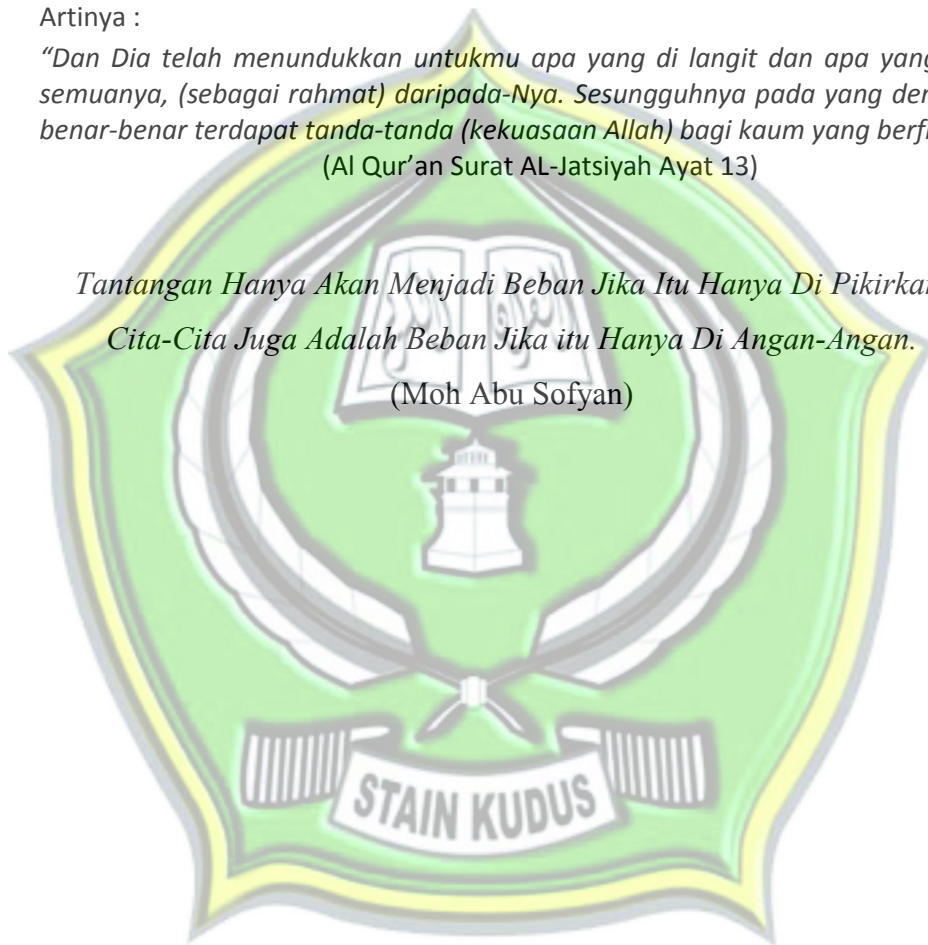 Artinya :
“Dan Dia telah menundukkan untukmu apa yang di langit dan apa yang
semuanya, (sebagai rahmat) daripada-Nya. Sesungguhnya pada yang de
benar-benar terdapat tanda-tanda (kekuasaan Allah) bagi kaum yang berf
(Al Qur’an Surat AL-Jatsiyah Ayat 13)
Tantangan Hanya Akan Menjadi Beban Jika Itu Hanya Di Pikirkan
Cita-Cita Juga Adalah Beban Jika itu Hanya Di Angan-Angan.
(Moh Abu Sofyan)
STAIN KUDUS